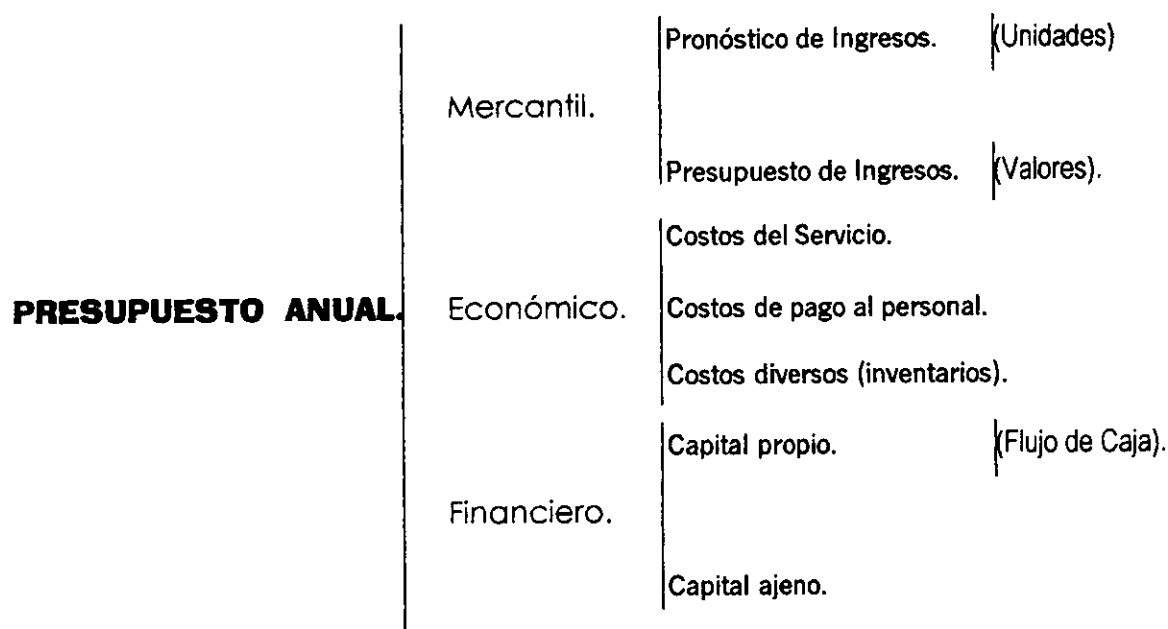 Pronóstico de Ingresos. (Unidades)
Mercantil.
Presupuesto de Ingresos. (Valores).
Costos del Servicio.
PRESUPUESTO ANUAL. Económico. Costos de pago al personal.
Costos diversos (inventarios).
Capital propio. (Flujo de Caja).
Financiero.
Capital ajeno.